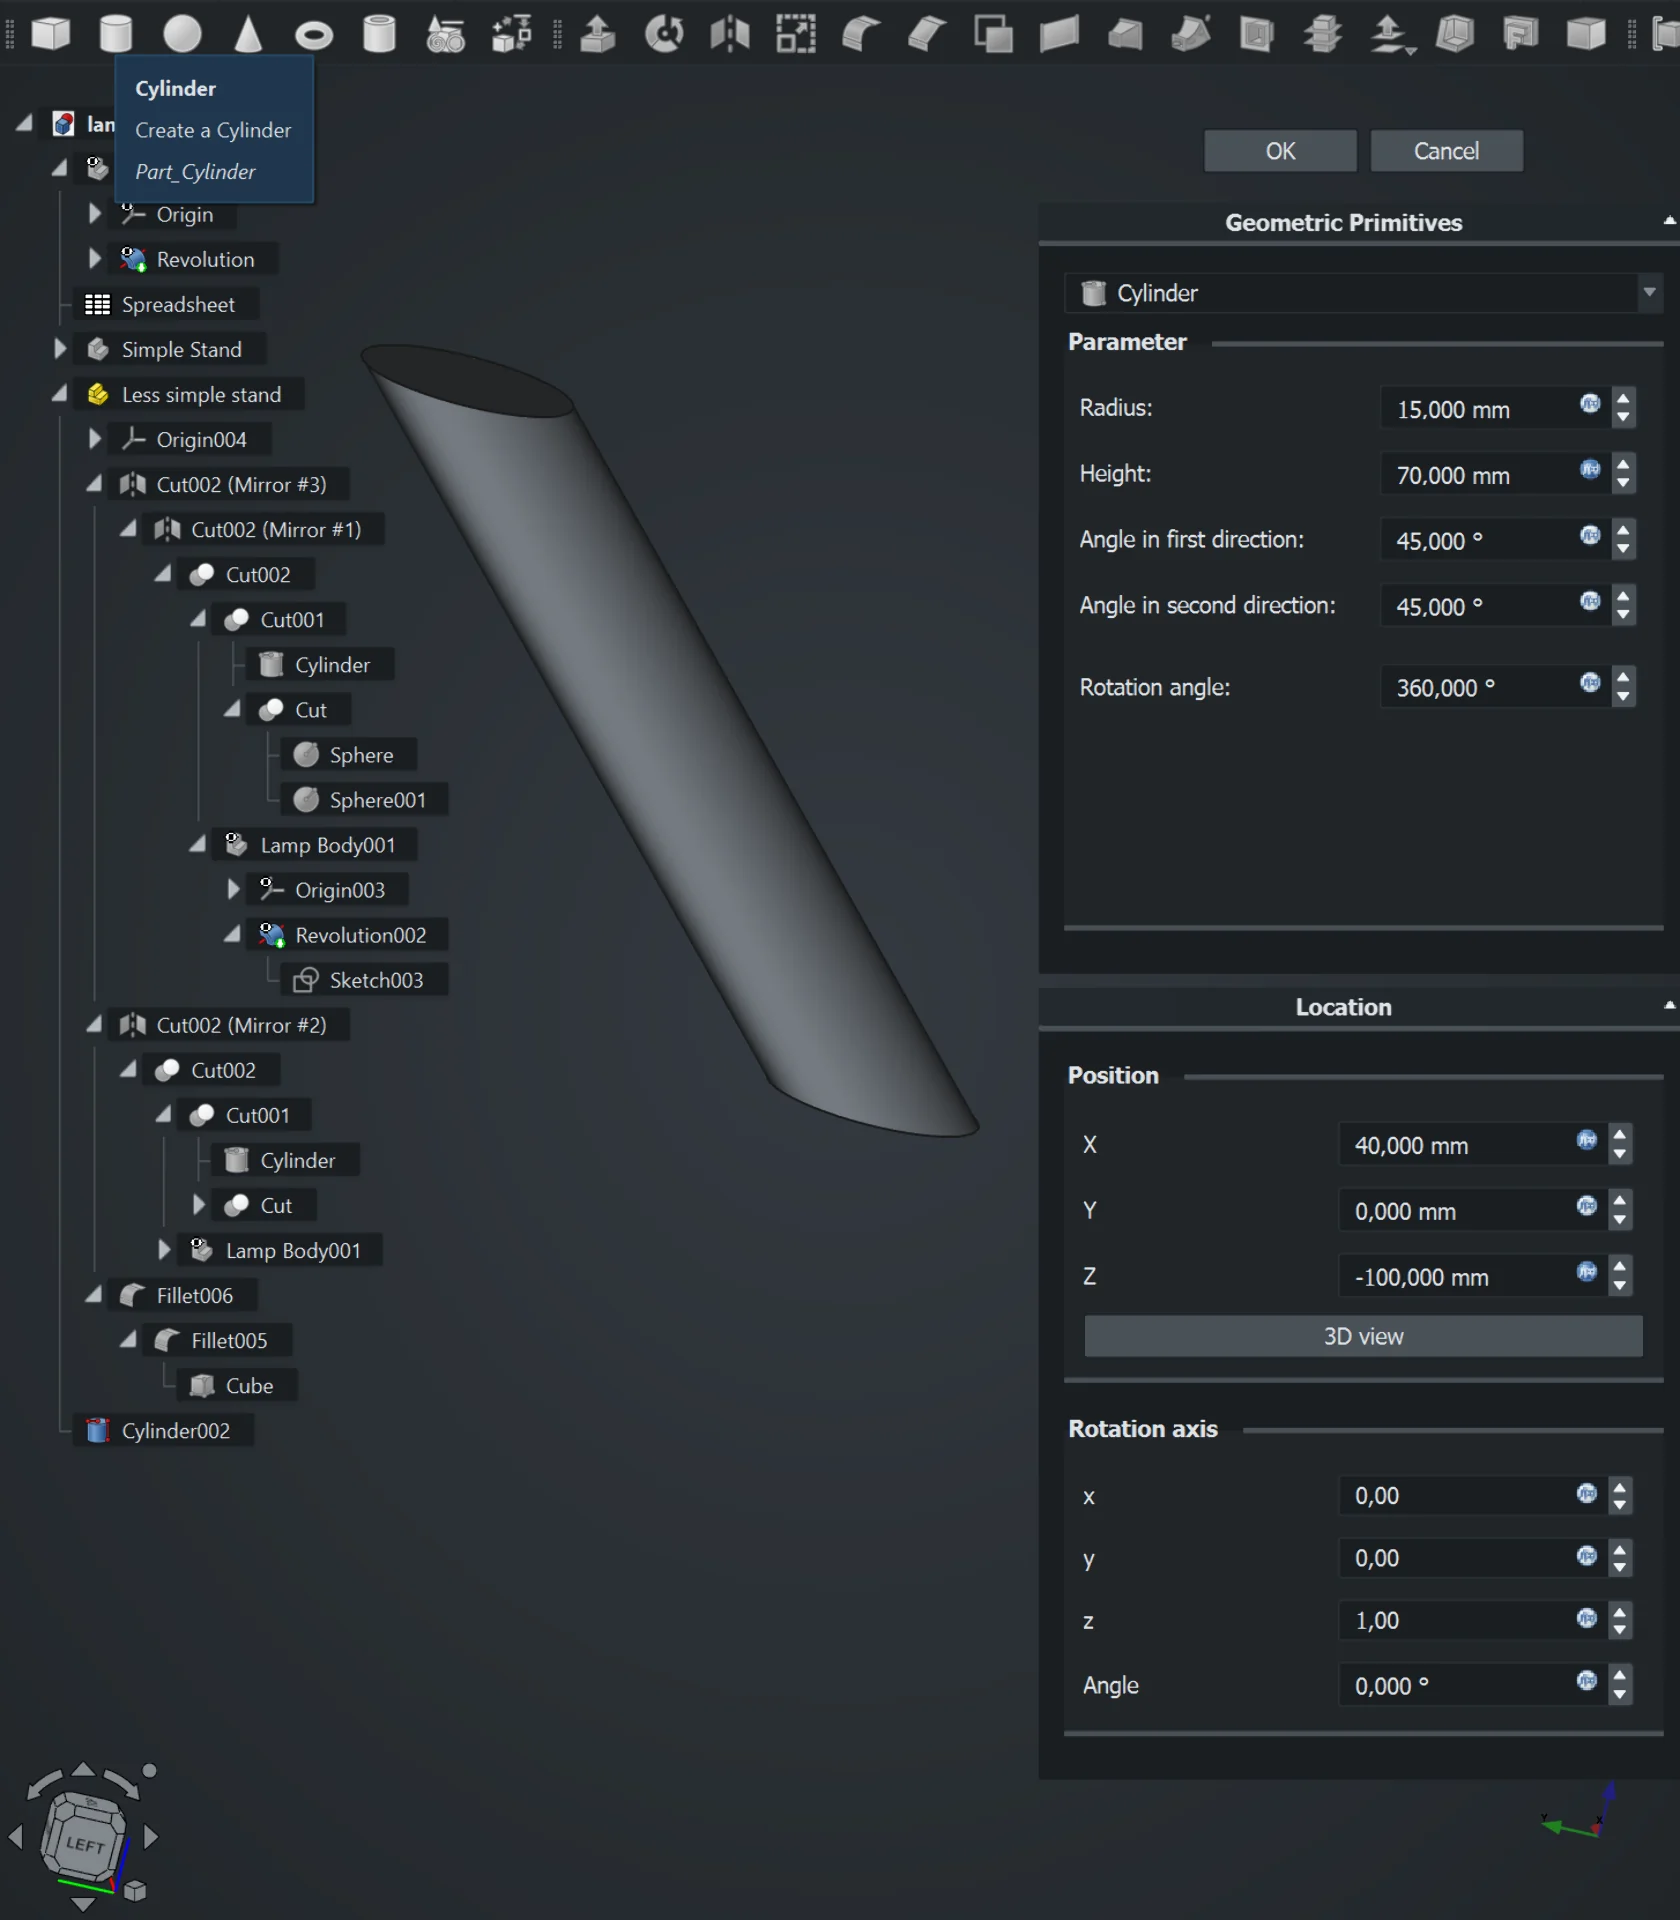 Cylinder
Create a Cylinder
Part_Cylinder
lan
Origin
Revolution
Spreadsheet
Simple Stand
Less simple stand
Origin004
Cut002 (Mirror #3)
Cut002 (Mirror #1)
Cut002
Cut001
Cylinder
Cut
Sphere
Sphere001
Lamp Body001
Origin003
Revolution002
Sketch003
Cut002 (Mirror #2)
Cut002
Cut001
Cylinder
Cut
Lamp Body001
Fillet006
Fillet005
Cube
Cylinder002
LEFT
OK Cancel
Geometric Primitives
Cylinder
Parameter
Radius: 15,000 mm
Height: 70,000 mm
Angle in first direction: 45,000 °
Angle in second direction: 45,000 °
Rotation angle: 360,000 °
Location
Position
X 40,000 mm
Y 0,000 mm
Z -100,000 mm
3D view
Rotation axis
x 0,00
y 0,00
z 1,00
Angle 0,000 °
Y X